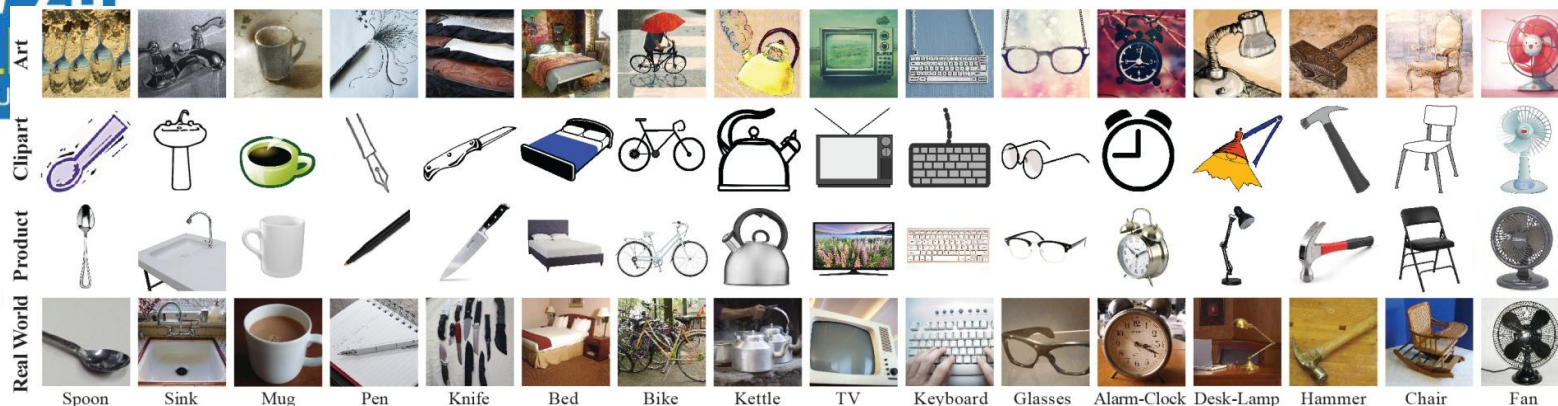 Art
Clipart
Product
Real World
Spoon Sink Mug Pen Knife Bed Bike Kettle TV Keyboard Glasses Alarm-Clock Desk-Lamp Hammer Chair Fan